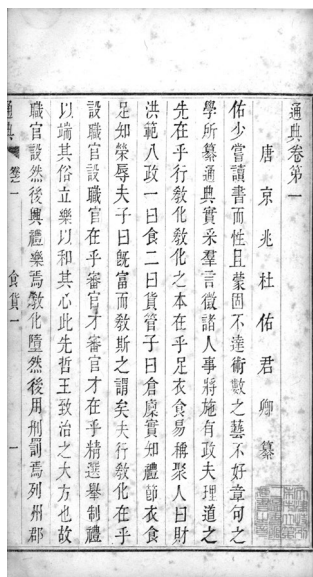 通典卷第一
唐京兆杜佑君卿纂
佑少嘗讀書而性且蒙固不達術數之藝不好章句之
學所纂通典實采羣言徵諸人事將施有政夫理道之
先在乎行教化教化之本在乎足衣食易稱聚人曰財
洪範八政一曰食二曰貨管子曰倉廩實知禮節衣食
足知榮辱夫子曰既富而教斯之謂矣夫行教化在乎
設職官設職官在乎審官才審官才在乎精選舉制禮
以端其俗立樂以和其心此先哲王致治之大方也故
職官設然後興禮樂焉教化隳然後用刑罰焉列州郡
通典 卷一 食貨一 一